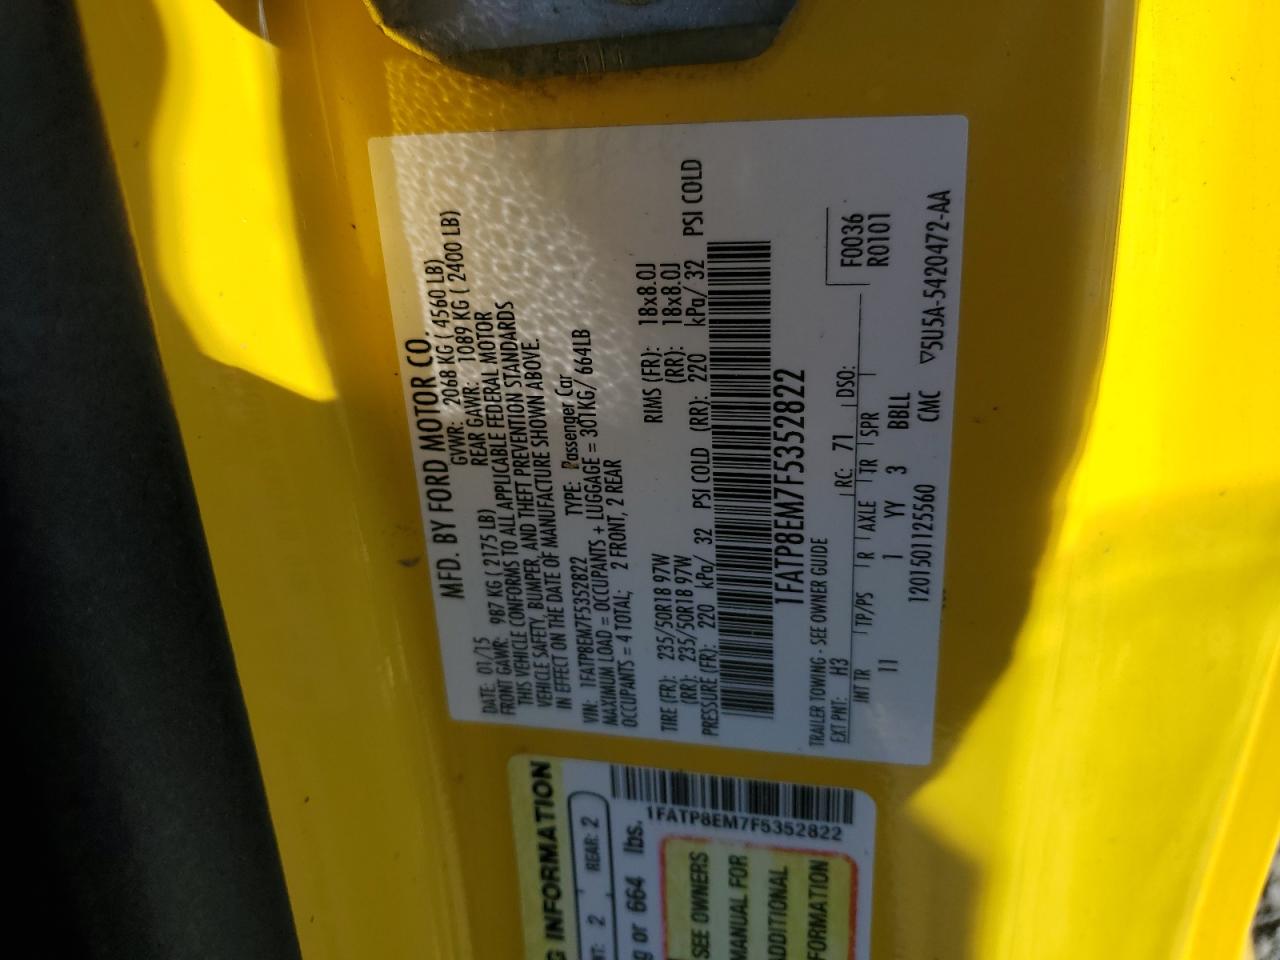 MFD. BY FORD MOTOR CO.
DATE: 01/15 GVWR: 2068 KG ( 4560 LB)
FRONT GAWR: 987 KG ( 2175 LB) REAR GAWR: 1089 KG ( 2400 LB)
THIS VEHICLE CONFORMS TO ALL APPLICABLE FEDERAL MOTOR
VEHICLE SAFETY, BUMPER, AND THEFT PREVENTION STANDARDS
IN EFFECT ON THE DATE OF MANUFACTURE SHOWN ABOVE.
VIN: 1FATP8EM7F5352822 TYPE: Passenger Car
MAXIMUM LOAD = OCCUPANTS + LUGGAGE = 301KG/ 664LB
OCCUPANTS = 4 TOTAL; 2 FRONT, 2 REAR
TIRE (FR): 235/50R18 97W RIMS (FR): 18x8.0J
(RR): 235/50R18 97W (RR): 18x8.0J
PRESSURE (FR): 220 kPa/ 32 PSI COLD (RR): 220 kPa/ 32 PSI COLD
1FATP8EM7F5352822
TRAILER TOWING - SEE OWNER GUIDE F0036
EXT PNT: H3 RC: 71 DSO: R0101
INT TR TP/PS R AXLE TR SPR
11 1 YY 3 BBLL
1201501125560 CMC ▽5U5A-5420472-AA
G INFORMATION
2 REAR: 2
g or 664 lbs.
1FATP8EM7F5352822
SEE OWNERS
MANUAL FOR
ADDITIONAL
FORMATION